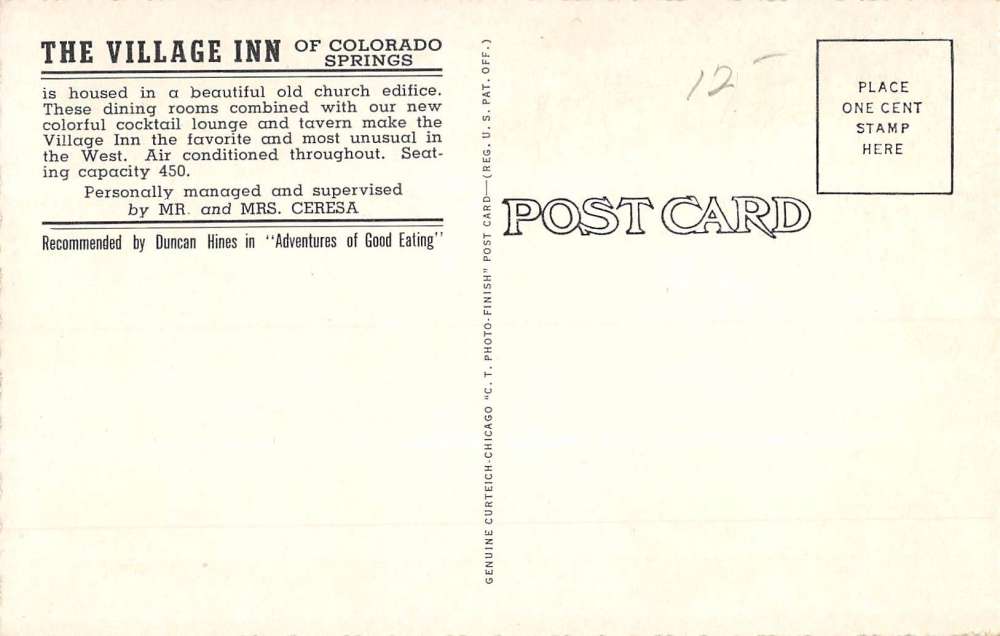 THE VILLAGE INN OF COLORADO SPRINGS
is housed in a beautiful old church edifice.
These dining rooms combined with our new
colorful cocktail lounge and tavern make the
Village Inn the favorite and most unusual in
the West. Air conditioned throughout. Seat-
ing capacity 450.
Personally managed and supervised
by MR. and MRS. CERESA
Recommended by Duncan Hines in "Adventures of Good Eating"
GENUINE CURTEICH-CHICAGO "C. T. PHOTO-FINISH" POST CARD—(REG. U. S. PAT. OFF.)
12-
POST CARD
PLACE
ONE CENT
STAMP
HERE